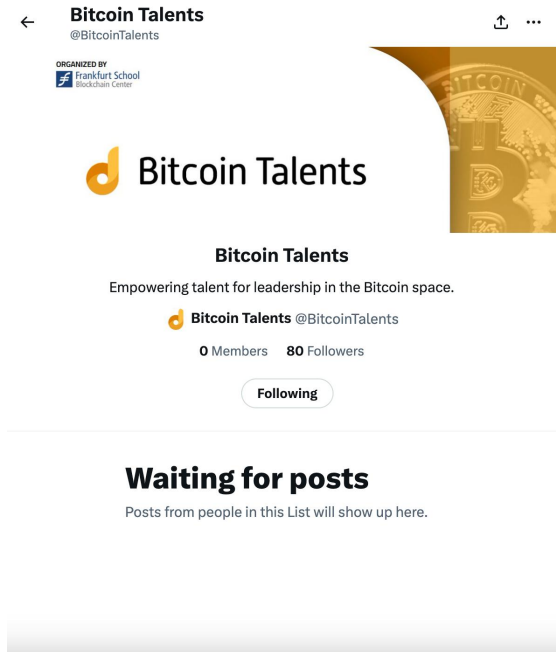 Bitcoin Talents
@BitcoinTalents
ORGANIZED BY
Frankfurt School
Blockchain Center
Bitcoin Talents
BITCOIN
Bitcoin Talents
Empowering talent for leadership in the Bitcoin space.
Bitcoin Talents @BitcoinTalents
0 Members 80 Followers
Following
Waiting for posts
Posts from people in this List will show up here.